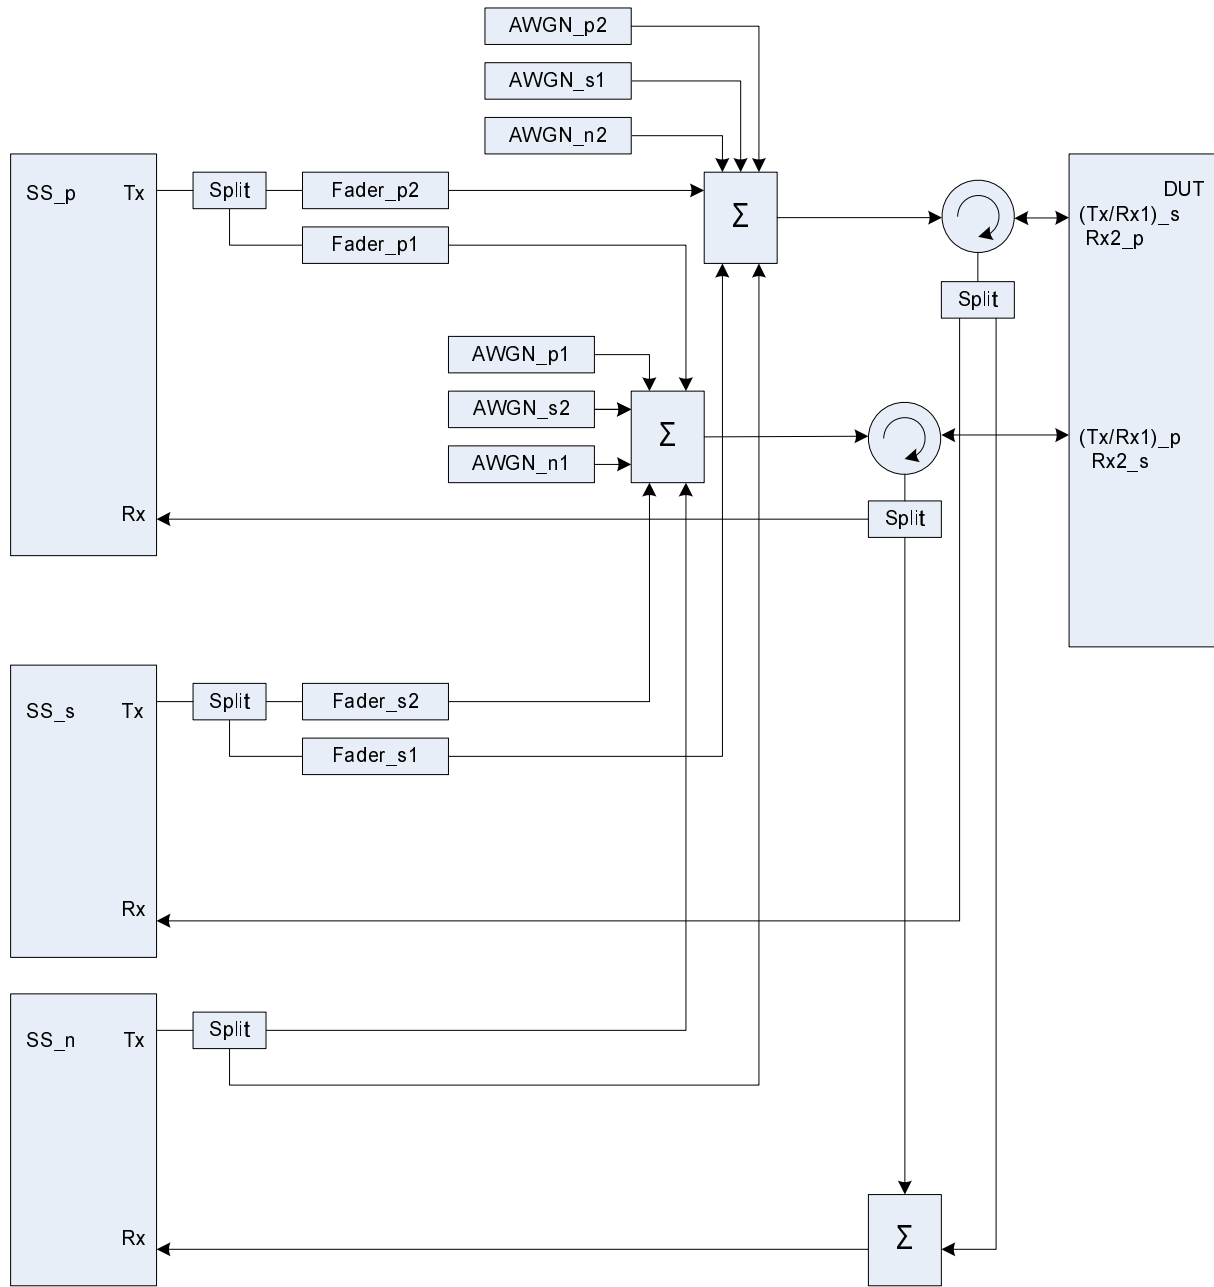 AWGN_p2
AWGN_s1
AWGN_n2
SS_p Tx
Split
Fader_p2
Fader_p1
Σ
DUT
(Tx/Rx1)_s
Rx2_p
Split
AWGN_p1
AWGN_s2
AWGN_n1
Σ
(Tx/Rx1)_p
Rx2_s
Rx
Split
SS_s Tx
Split
Fader_s2
Fader_s1
Rx
SS_n Tx
Split
Rx
Σ